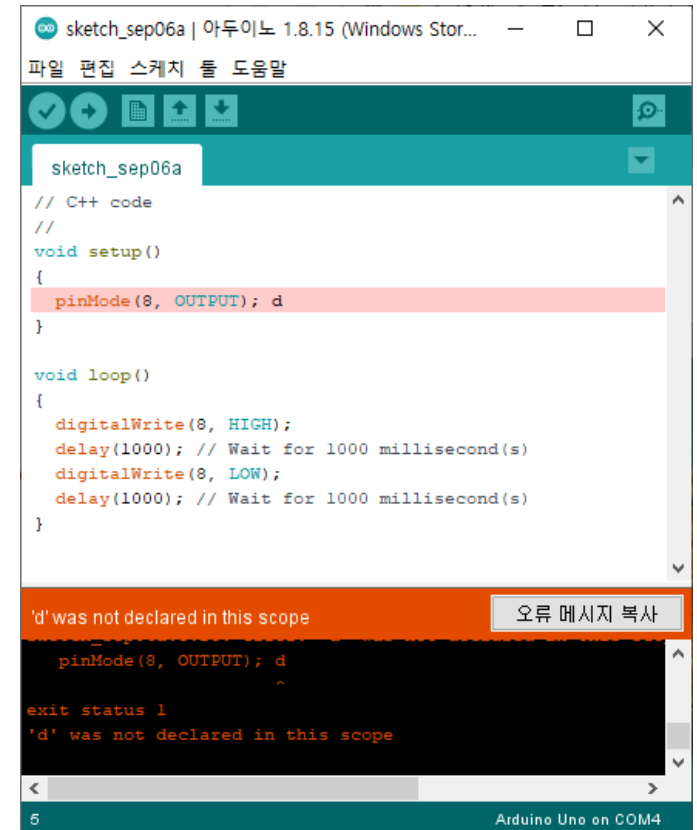 sketch_sep06a | 아두이노 1.8.15 (Windows Stor...
파일 편집 스케치 툴 도움말
sketch_sep06a
// C++ code
//
void setup()
{
  pinMode(8, OUTPUT); d
}
void loop()
{
  digitalWrite(8, HIGH);
  delay(1000); // Wait for 1000 millisecond(s)
  digitalWrite(8, LOW);
  delay(1000); // Wait for 1000 millisecond(s)
}
'd' was not declared in this scope
오류 메시지 복사
   pinMode(8, OUTPUT); d
                       ^
exit status 1
'd' was not declared in this scope
5
Arduino Uno on COM4